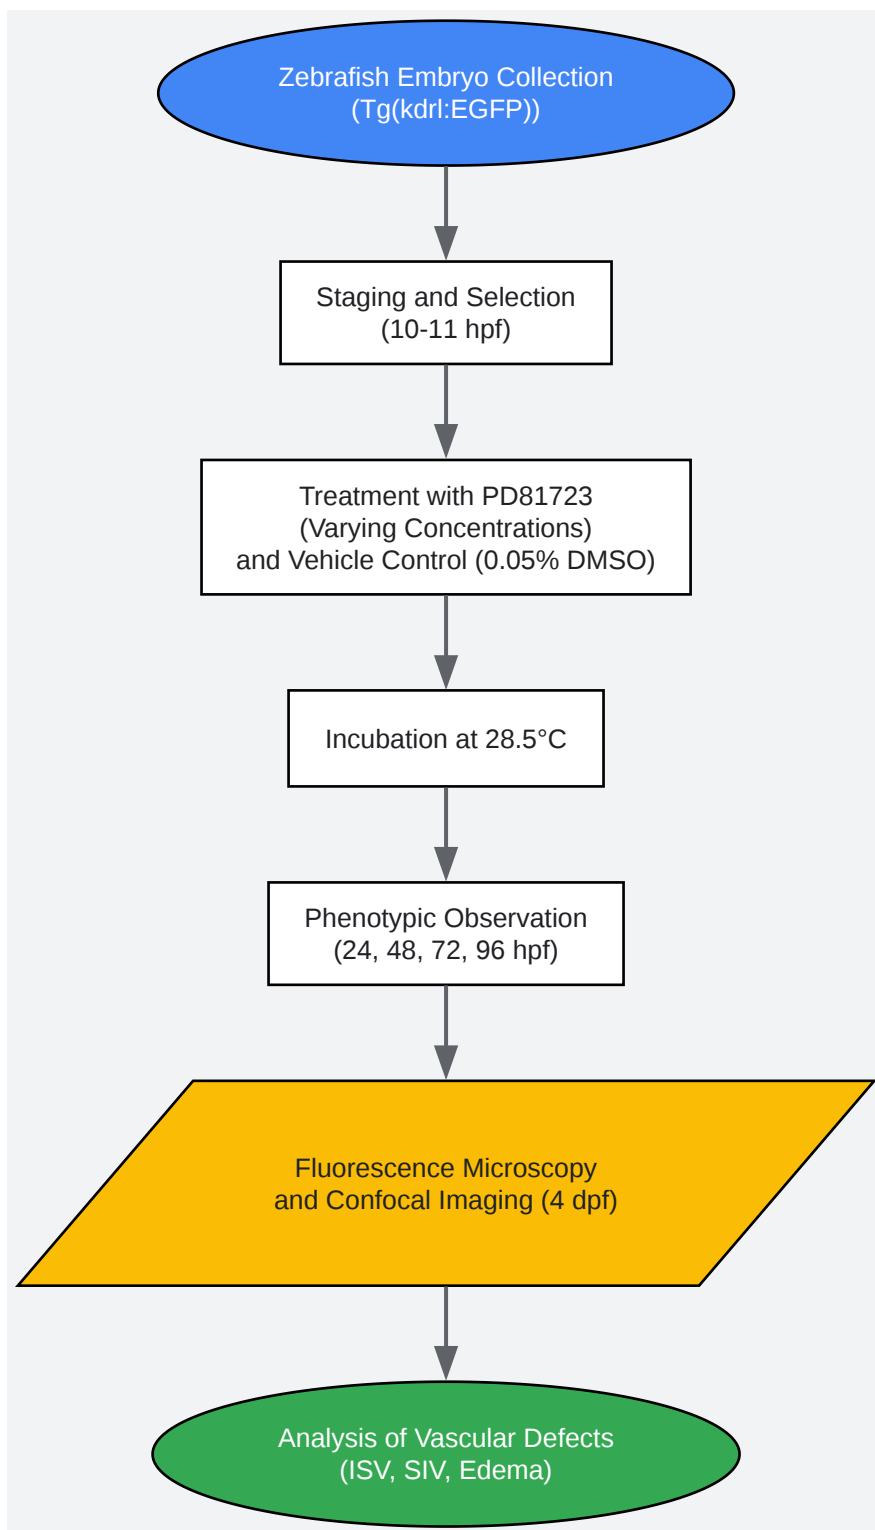 Zebrafish Embryo Collection
(Tg(kdrl:EGFP))
Staging and Selection
(10-11 hpf)
Treatment with PD81723
(Varying Concentrations)
and Vehicle Control (0.05% DMSO)
Incubation at 28.5°C
Phenotypic Observation
(24, 48, 72, 96 hpf)
Fluorescence Microscopy
and Confocal Imaging (4 dpf)
Analysis of Vascular Defects
(ISV, SIV, Edema)